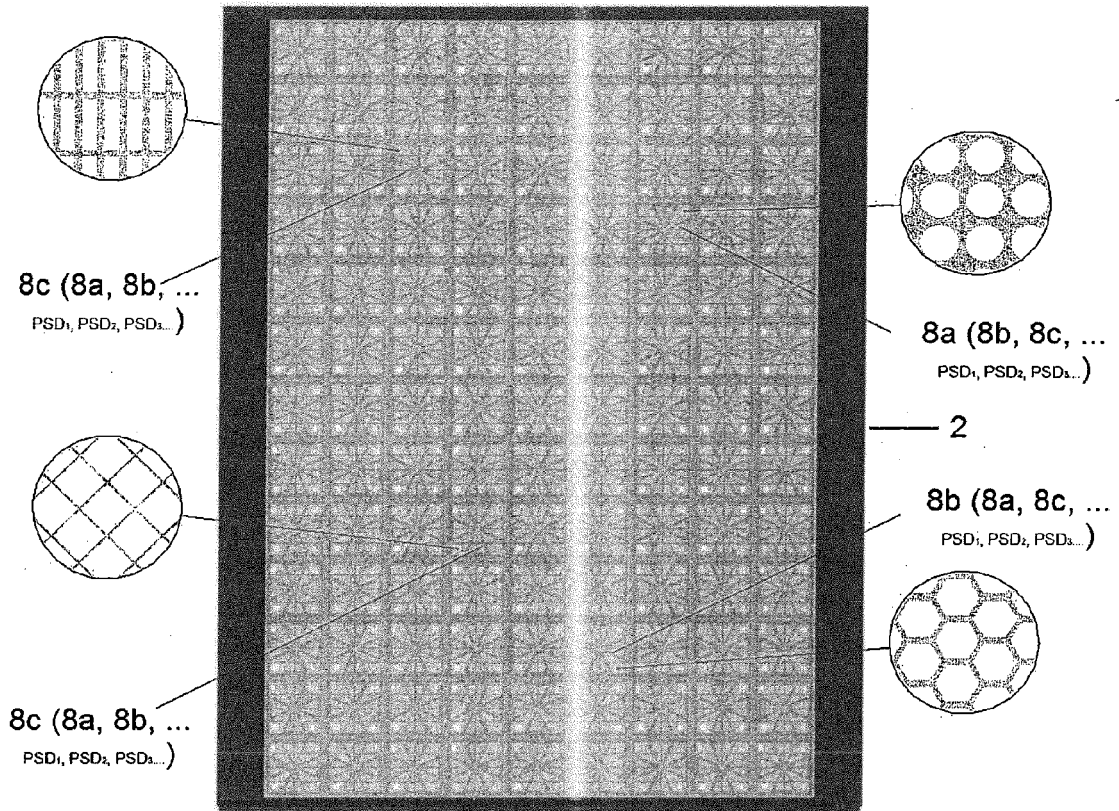 8c (8a, 8b, ...
PSD₁, PSD₂, PSD₃....)
8a (8b, 8c, ...
PSD₁, PSD₂, PSD₃....)
2
8b (8a, 8c, ...
PSD₁, PSD₂, PSD₃....)
8c (8a, 8b, ...
PSD₁, PSD₂, PSD₃....)